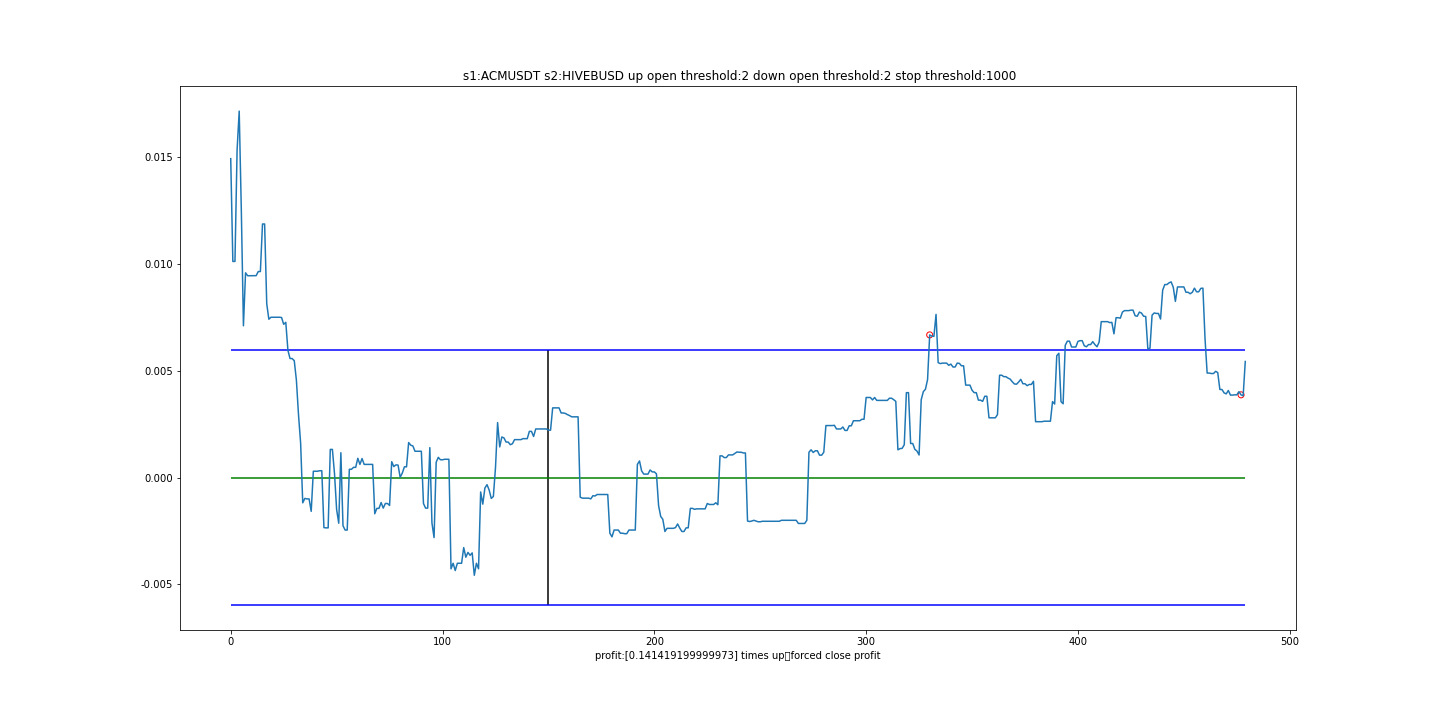 s1:ACMUSDT s2:HIVEBUSD up open threshold:2 down open threshold:2 stop threshold:1000
0.015
0.010
0.005
0.000
-0.005
0 100 200 300 400 500
profit:[0.141419199999973] times up▯forced close profit